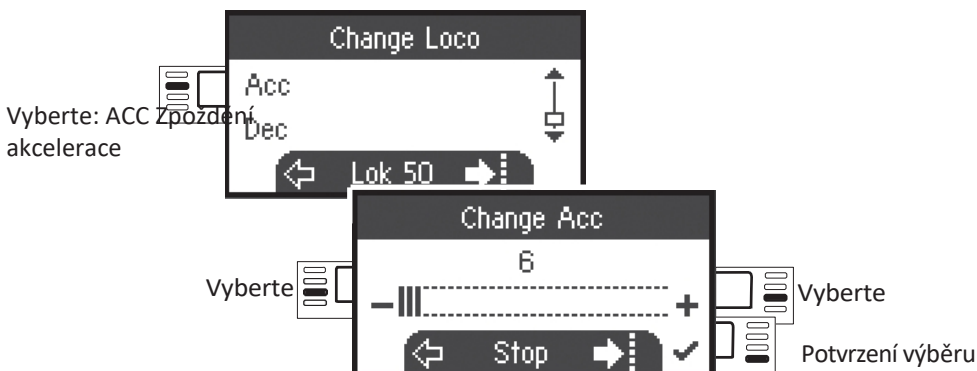 Change Loco
Acc
Vyberte: ACC Zpoždění
akcelerace
Dec
Lok 50
Change Acc
6
Vyberte
Vyberte
Stop
Potvrzení výběru